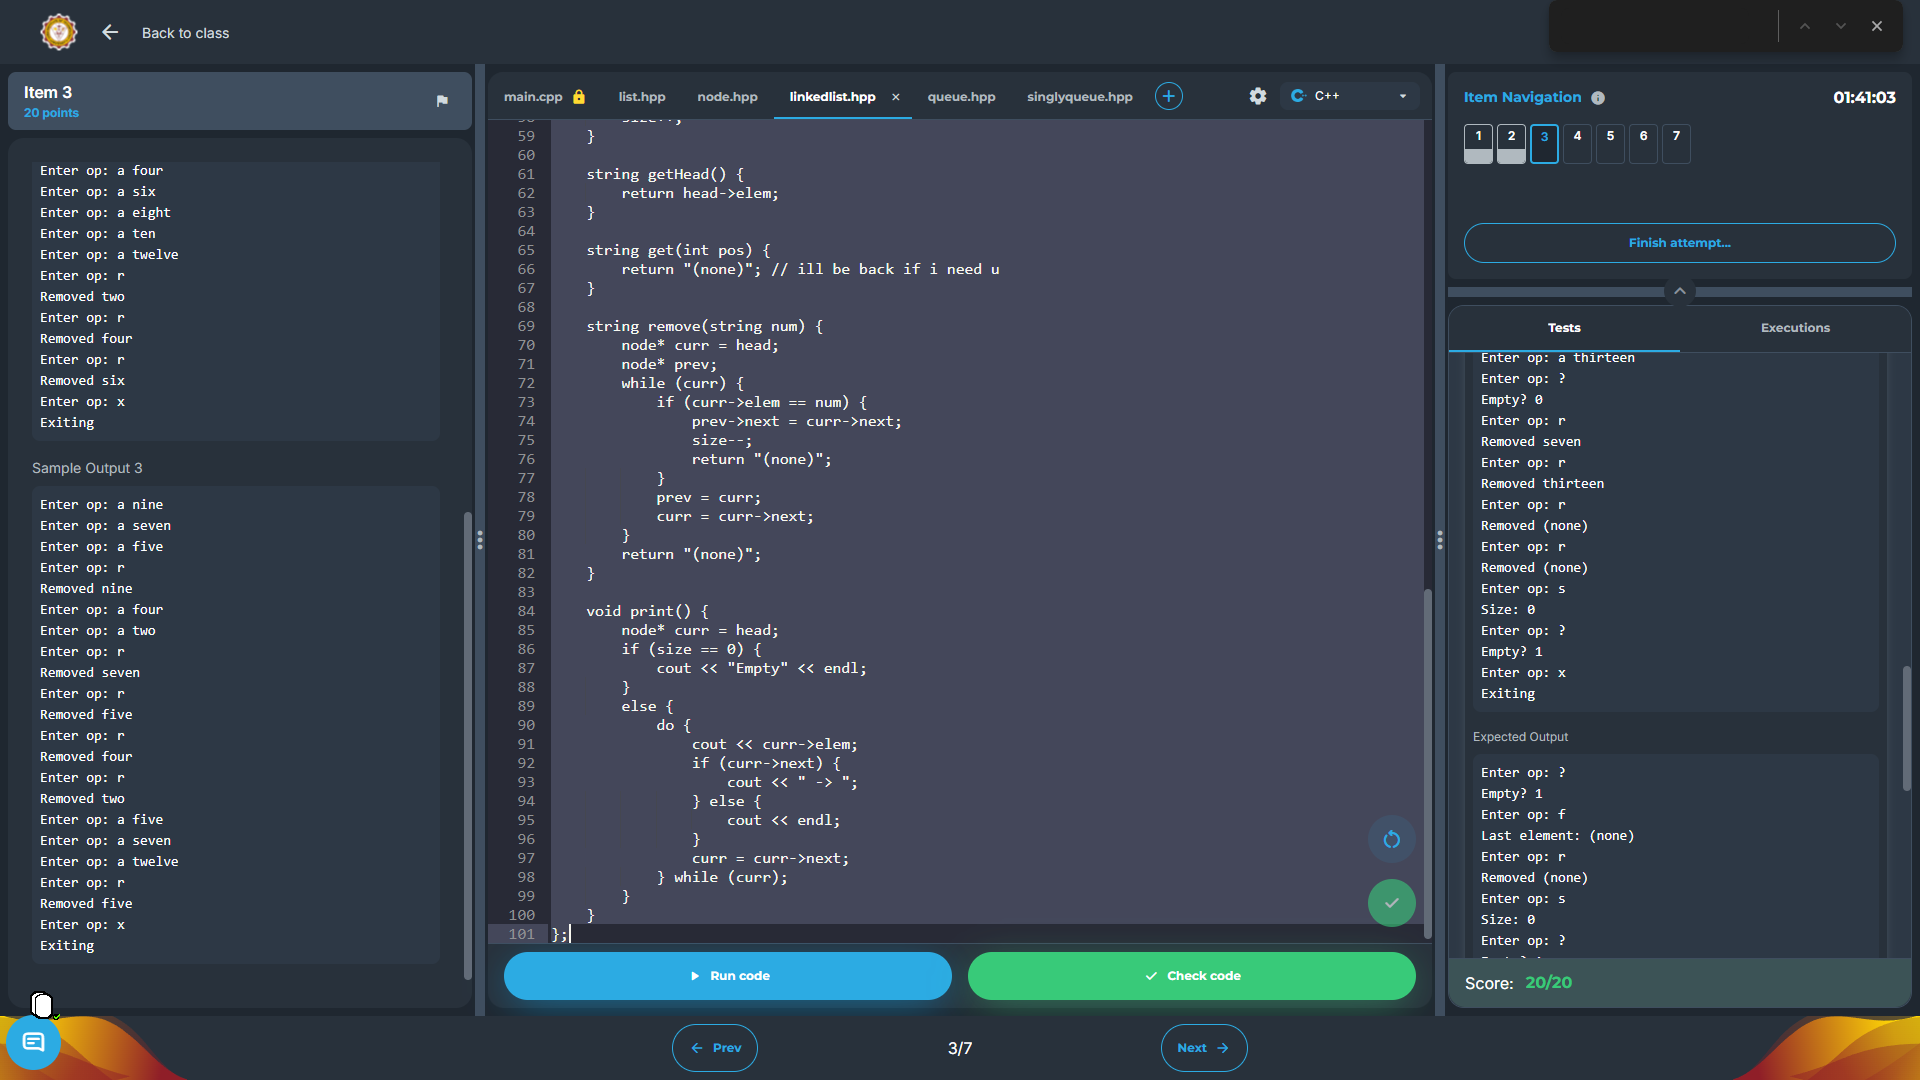 Back to class
Item 3
20 points
Enter op: a four
Enter op: a six
Enter op: a eight
Enter op: a ten
Enter op: a twelve
Enter op: r
Removed two
Enter op: r
Removed four
Enter op: r
Removed six
Enter op: x
Exiting
Sample Output 3
Enter op: a nine
Enter op: a seven
Enter op: a five
Enter op: r
Removed nine
Enter op: a four
Enter op: a two
Enter op: r
Removed seven
Enter op: r
Removed five
Enter op: r
Removed four
Enter op: r
Removed two
Enter op: a five
Enter op: a seven
Enter op: a twelve
Enter op: r
Removed five
Enter op: x
Exiting
main.cpp list.hpp node.hpp linkedlist.hpp × queue.hpp singlyqueue.hpp + C++
59 }
60
61 string getHead() {
62 return head->elem;
63 }
64
65 string get(int pos) {
66 return "(none)"; // ill be back if i need u
67 }
68
69 string remove(string num) {
70 node* curr = head;
71 node* prev;
72 while (curr) {
73 if (curr->elem == num) {
74 prev->next = curr->next;
75 size--;
76 return "(none)";
77 }
78 prev = curr;
79 curr = curr->next;
80 }
81 return "(none)";
82 }
83
84 void print() {
85 node* curr = head;
86 if (size == 0) {
87 cout << "Empty" << endl;
88 }
89 else {
90 do {
91 cout << curr->elem;
92 if (curr->next) {
93 cout << " -> ";
94 } else {
95 cout << endl;
96 }
97 curr = curr->next;
98 } while (curr);
99 }
100 }
101 };
Run code
Check code
Prev
3/7
Next
Item Navigation
01:41:03
1 2 3 4 5 6 7
Finish attempt...
Tests
Executions
Enter op: a thirteen
Enter op: ?
Empty? 0
Enter op: r
Removed seven
Enter op: r
Removed thirteen
Enter op: r
Removed (none)
Enter op: r
Removed (none)
Enter op: s
Size: 0
Enter op: ?
Empty? 1
Enter op: x
Exiting
Expected Output
Enter op: ?
Empty? 1
Enter op: f
Last element: (none)
Enter op: r
Removed (none)
Enter op: s
Size: 0
Enter op: ?
Score: 20/20